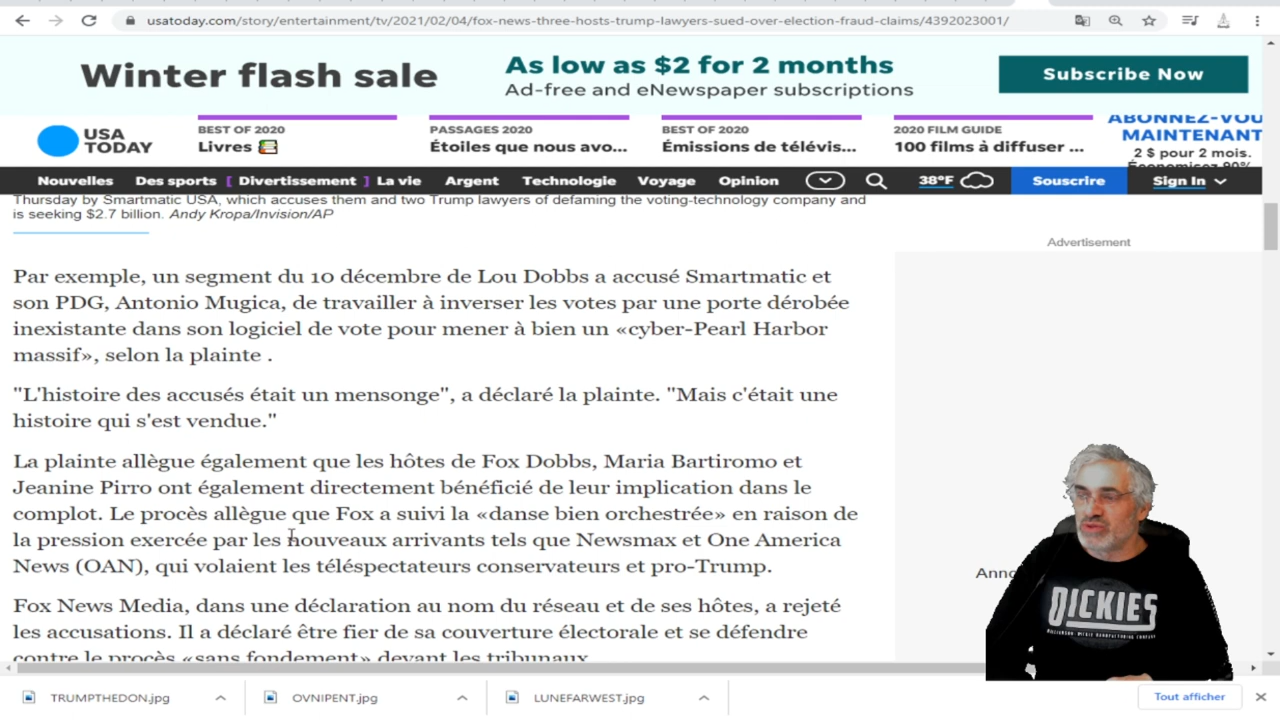 usatoday.com/story/entertainment/tv/2021/02/04/fox-news-three-hosts-trump-lawyers-sued-over-election-fraud-claims/4392023001/
Winter flash sale
As low as $2 for 2 months
Ad-free and eNewspaper subscriptions
Subscribe Now
USA
TODAY
BEST OF 2020
Livres
PASSAGES 2020
Étoiles que nous avo...
BEST OF 2020
Émissions de télévis...
2020 FILM GUIDE
100 films à diffuser ...
ABONNEZ-VOU
MAINTENANT
2 $ pour 2 mois.
Économisez 90%
Nouvelles Des sports [ Divertissement ] La vie Argent Technologie Voyage Opinion 38°F Souscrire Sign In
Thursday by Smartmatic USA, which accuses them and two Trump lawyers of defaming the voting-technology company and
is seeking $2.7 billion. Andy Kropa/Invision/AP
Advertisement
Par exemple, un segment du 10 décembre de Lou Dobbs a accusé Smartmatic et
son PDG, Antonio Mugica, de travailler à inverser les votes par une porte dérobée
inexistante dans son logiciel de vote pour mener à bien un «cyber-Pearl Harbor
massif», selon la plainte .
"L'histoire des accusés était un mensonge", a déclaré la plainte. "Mais c'était une
histoire qui s'est vendue."
La plainte allègue également que les hôtes de Fox Dobbs, Maria Bartiromo et
Jeanine Pirro ont également directement bénéficié de leur implication dans le
complot. Le procès allègue que Fox a suivi la «danse bien orchestrée» en raison de
la pression exercée par les nouveaux arrivants tels que Newsmax et One America
News (OAN), qui volaient les téléspectateurs conservateurs et pro-Trump.
Fox News Media, dans une déclaration au nom du réseau et de ses hôtes, a rejeté
les accusations. Il a déclaré être fier de sa couverture électorale et se défendre
contre le procès «sans fondement» devant les tribunaux
Anno
DICKIES
TRUMPTHEDON.jpg
OVNIPENT.jpg
LUNEFARWEST.jpg
Tout afficher